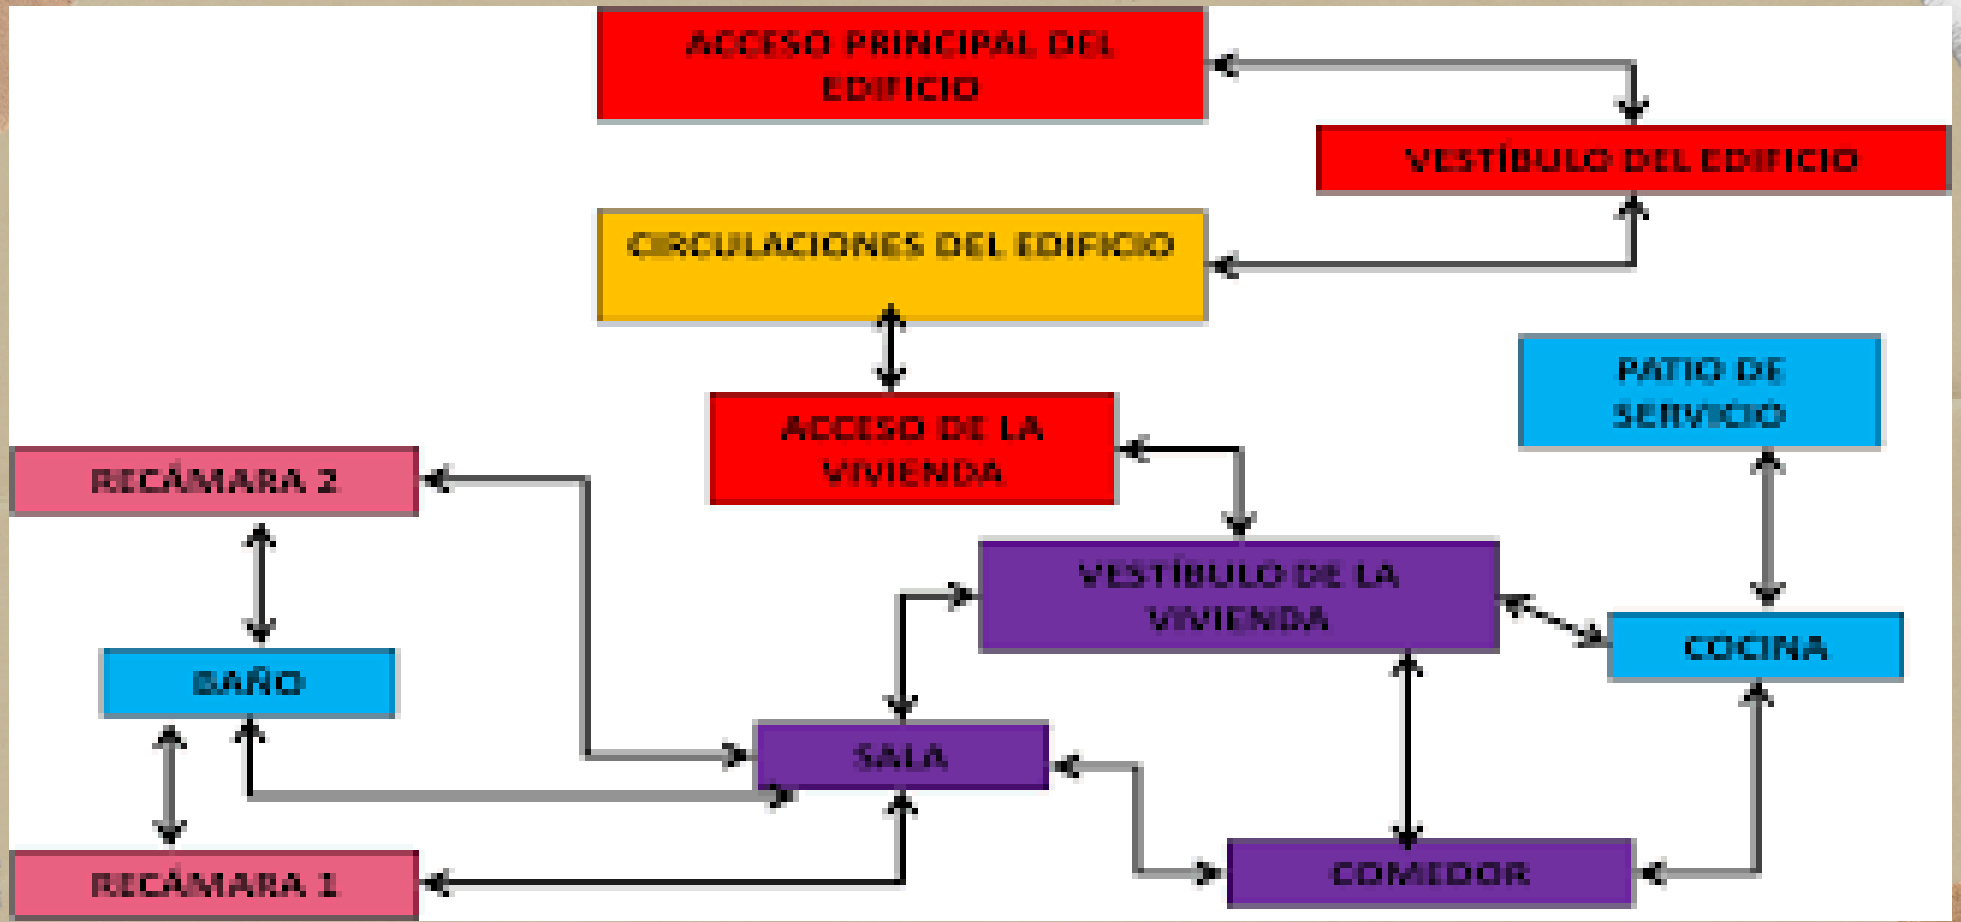 ACCESO PRINCIPAL DEL
EDIFICIO
VESTÍBULO DEL EDIFICIO
CIRCULACIONES DEL EDIFICIO
PATIO DE
SERVICIO
ACCESO DE LA
VIVIENDA
RECÁMARA 2
VESTÍBULO DE LA
VIVIENDA
COCINA
BAÑO
SALA
COMEDOR
RECÁMARA 1